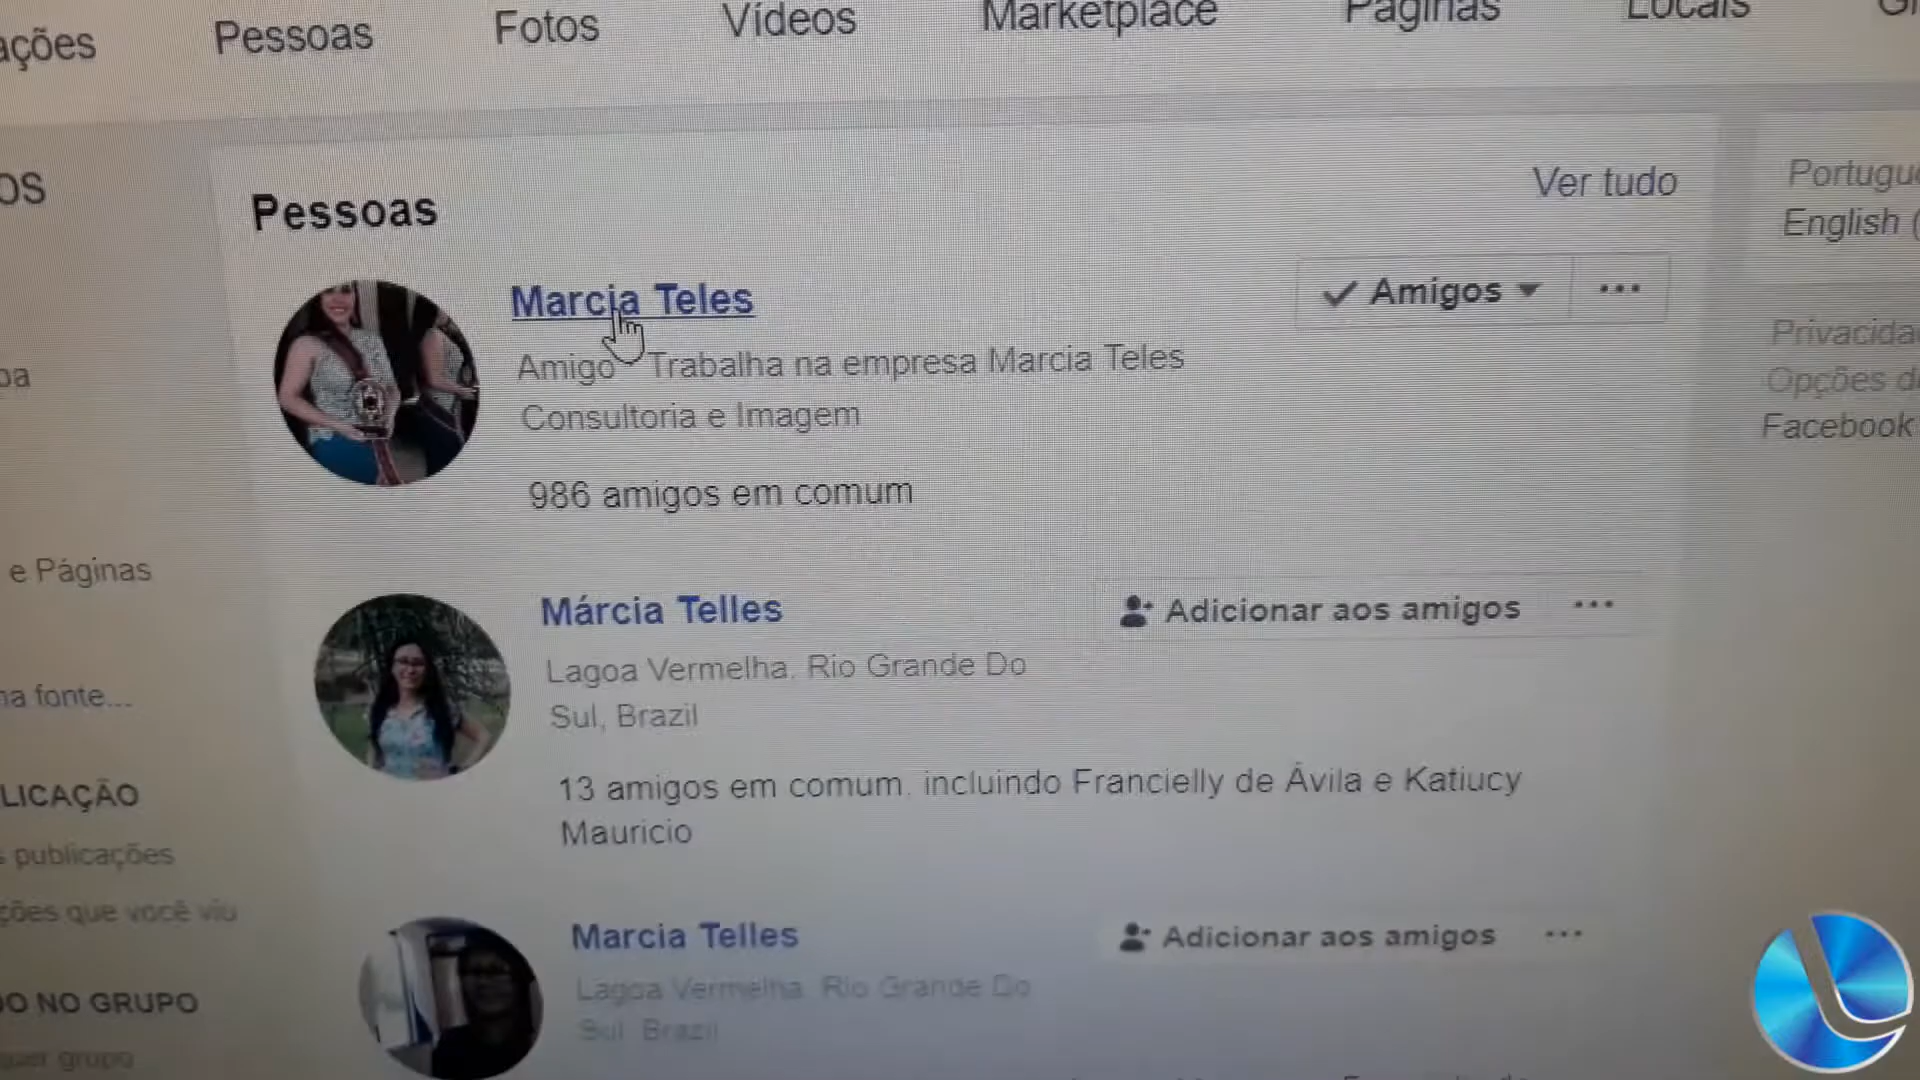 ações Pessoas Fotos Vídeos Marketplace Páginas Locais
OS
Pessoas
Ver tudo
Marcia Teles
Amigos
Amigo Trabalha na empresa Marcia Teles
Consultoria e Imagem
986 amigos em comum
Márcia Telles
Adicionar aos amigos
Lagoa Vermelha, Rio Grande Do
Sul, Brazil
13 amigos em comum, incluindo Francielly de Ávila e Katiucy
Mauricio
Marcia Telles
Adicionar aos amigos
Lagoa Vermelha, Rio Grande Do
Sul, Brazil
e Páginas
na fonte...
LICAÇÃO
s publicações
ções que você viu
DO NO GRUPO
quer grupo
Portugu
English (
Privacida
Opções d
Facebook